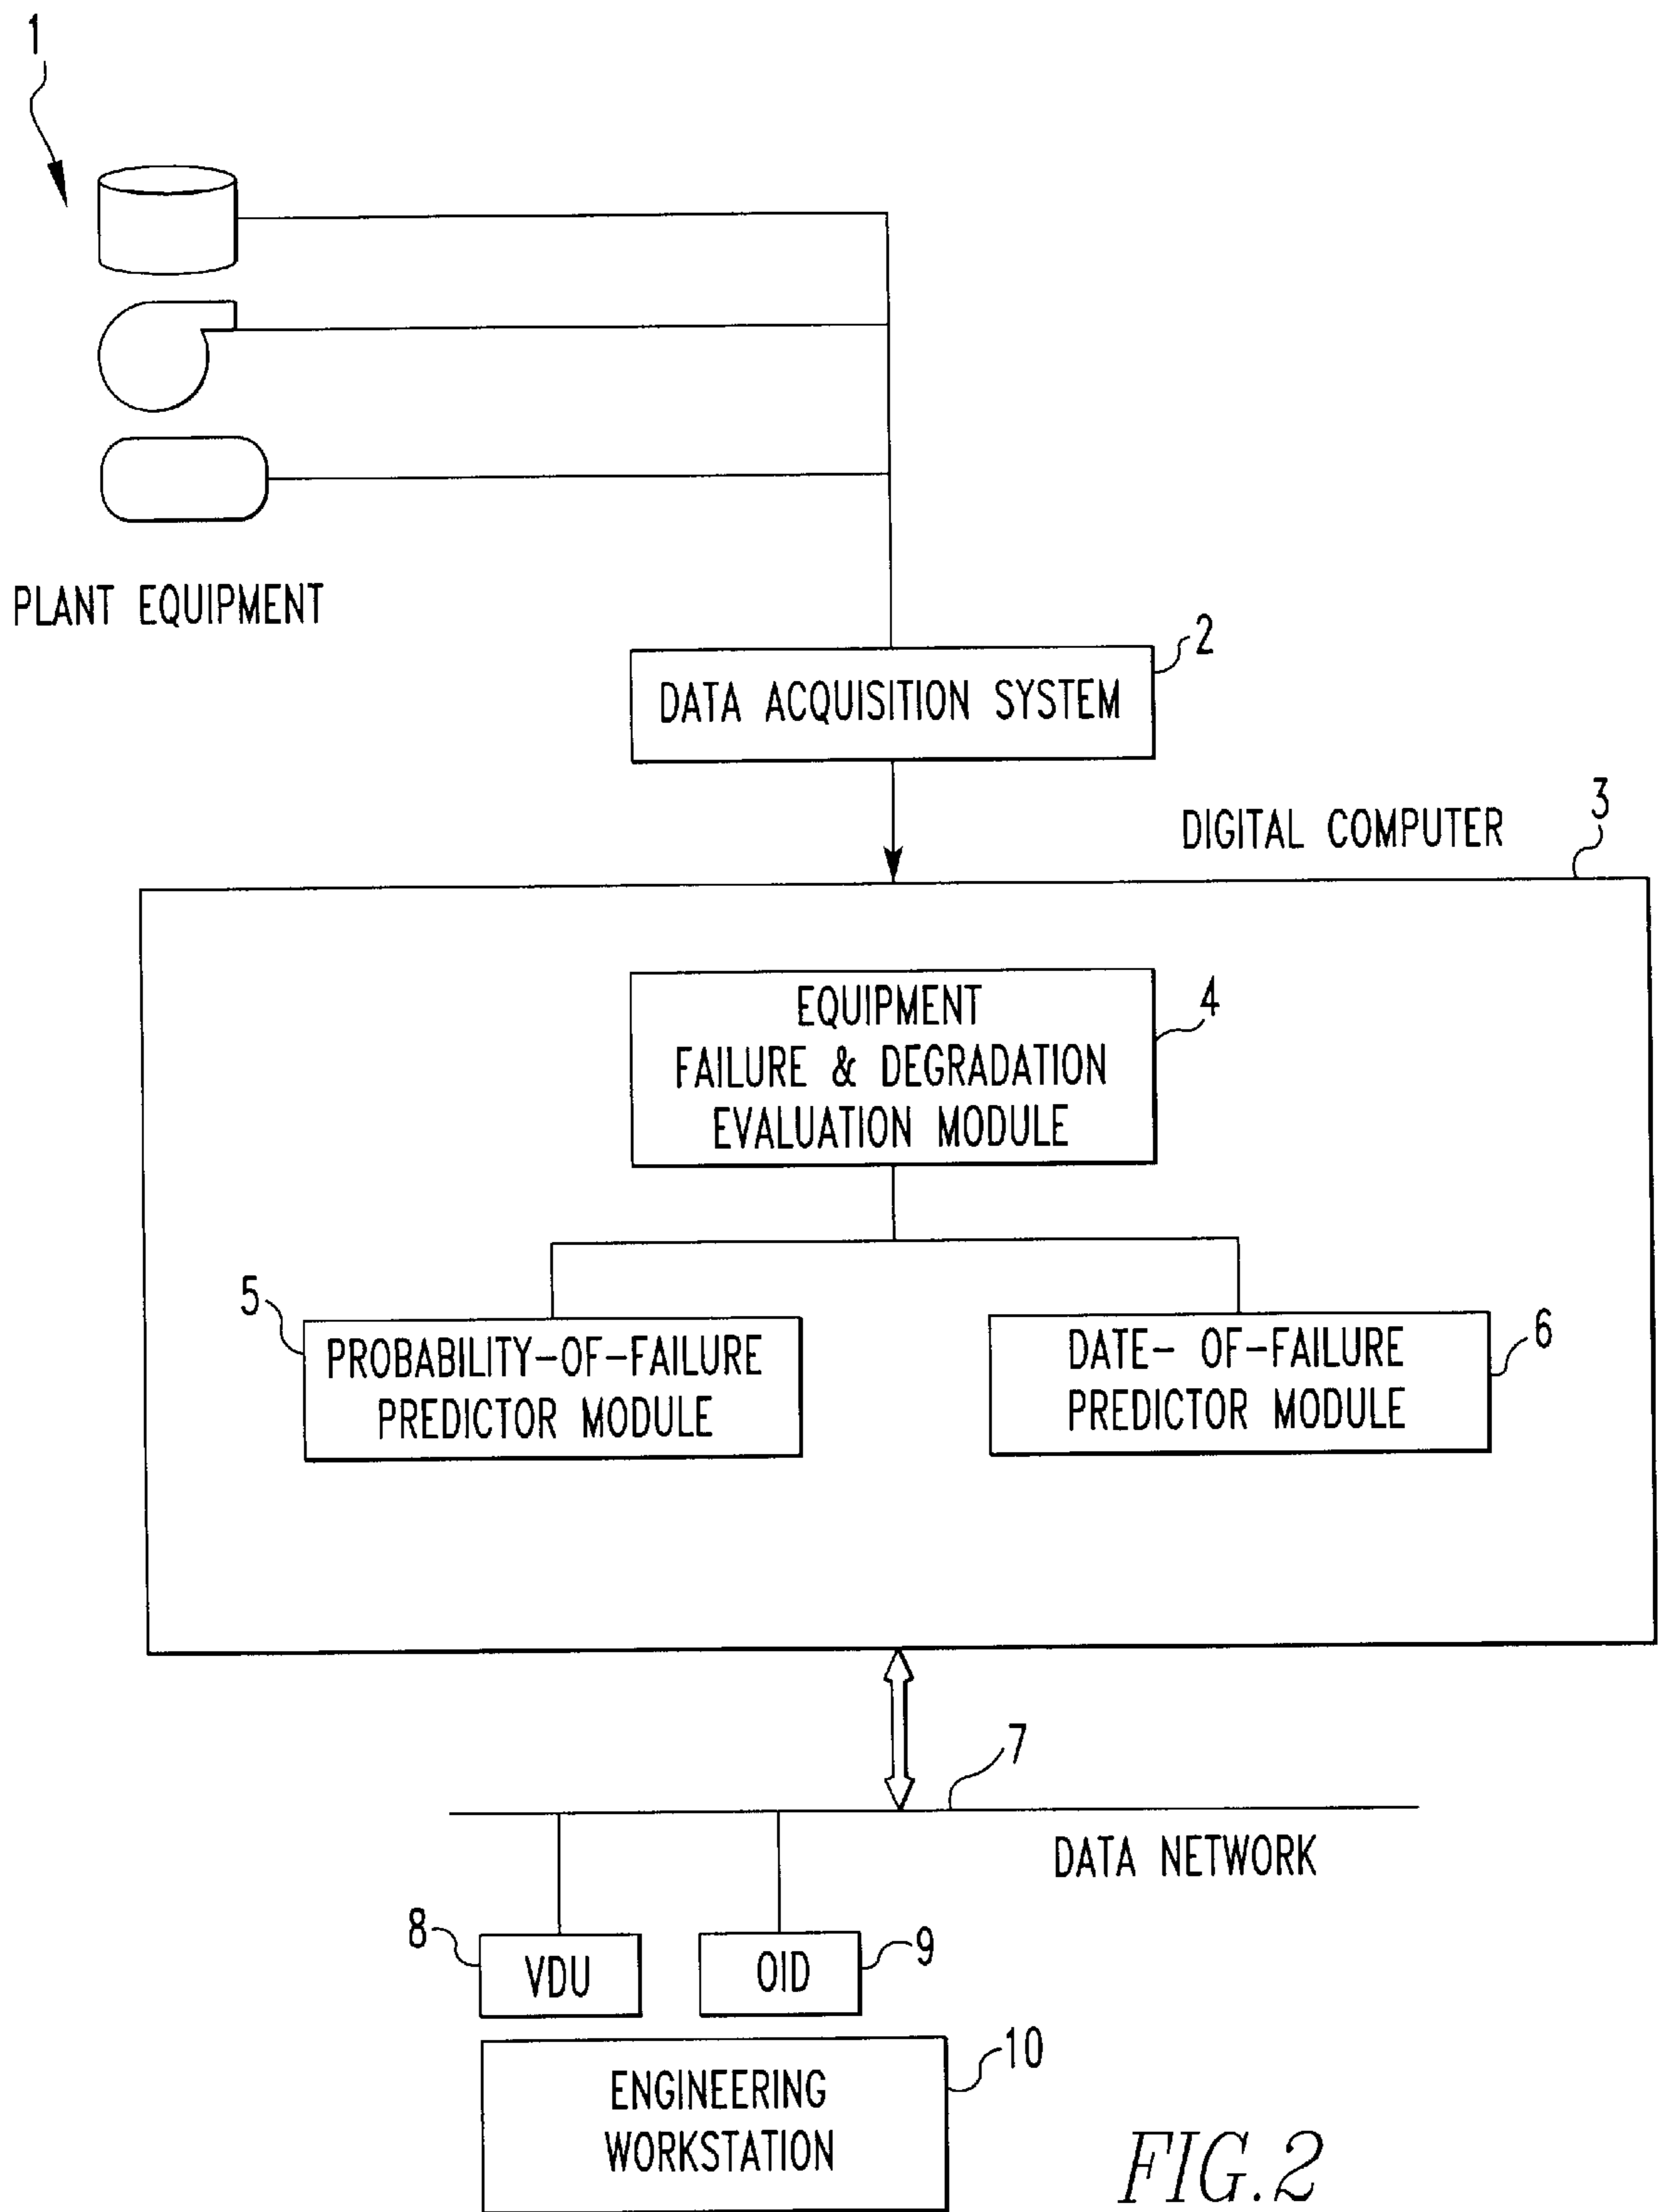 1
PLANT EQUIPMENT
2
DATA ACQUISITION SYSTEM
3
DIGITAL COMPUTER
EQUIPMENT
FAILURE & DEGRADATION
EVALUATION MODULE
4
5
PROBABILITY-OF-FAILURE
PREDICTOR MODULE
DATE- OF-FAILURE
PREDICTOR MODULE
6
7
DATA NETWORK
8
VDU
OID
9
10
ENGINEERING
WORKSTATION
FIG.2